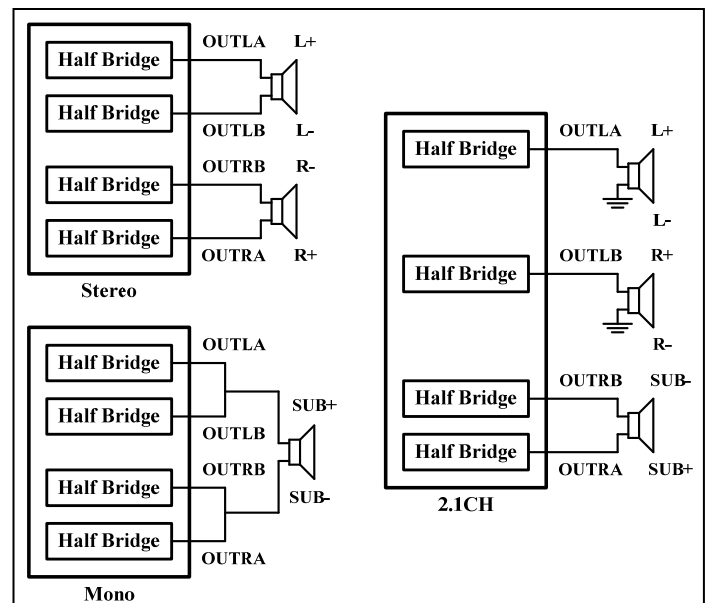 OUTLA L+
Half Bridge
Half Bridge
OUTLB L-
OUTRB R-
Half Bridge
Half Bridge
OUTRA R+
Stereo
OUTLA
Half Bridge
SUB+
Half Bridge
OUTLB
OUTRB
Half Bridge
SUB-
Half Bridge
OUTRA
Mono
OUTLA L+
Half Bridge
L-
OUTLB R+
Half Bridge
R-
OUTRB SUB-
Half Bridge
Half Bridge
OUTRA SUB+
2.1CH